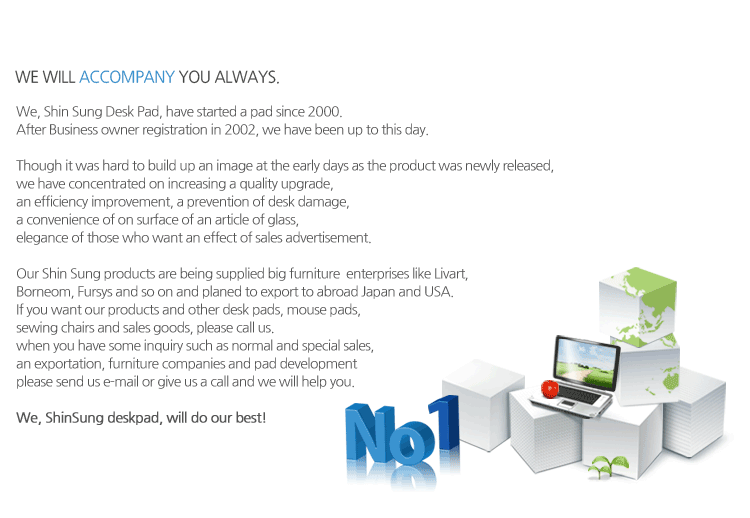 WE WILL ACCOMPANY YOU ALWAYS.
We, Shin Sung Desk Pad, have started a pad since 2000.
After Business owner registration in 2002, we have been up to this day.
Though it was hard to build up an image at the early days as the product was newly released,
we have concentrated on increasing a quality upgrade,
an efficiency improvement, a prevention of desk damage,
a convenience of on surface of an article of glass,
elegance of those who want an effect of sales advertisement.
Our Shin Sung products are being supplied big furniture enterprises like Livart,
Borneom, Fursys and so on and planed to export to abroad Japan and USA.
If you want our products and other desk pads, mouse pads,
sewing chairs and sales goods, please call us.
when you have some inquiry such as normal and special sales,
an exportation, furniture companies and pad development
please send us e-mail or give us a call and we will help you.
We, ShinSung deskpad, will do our best!
No1